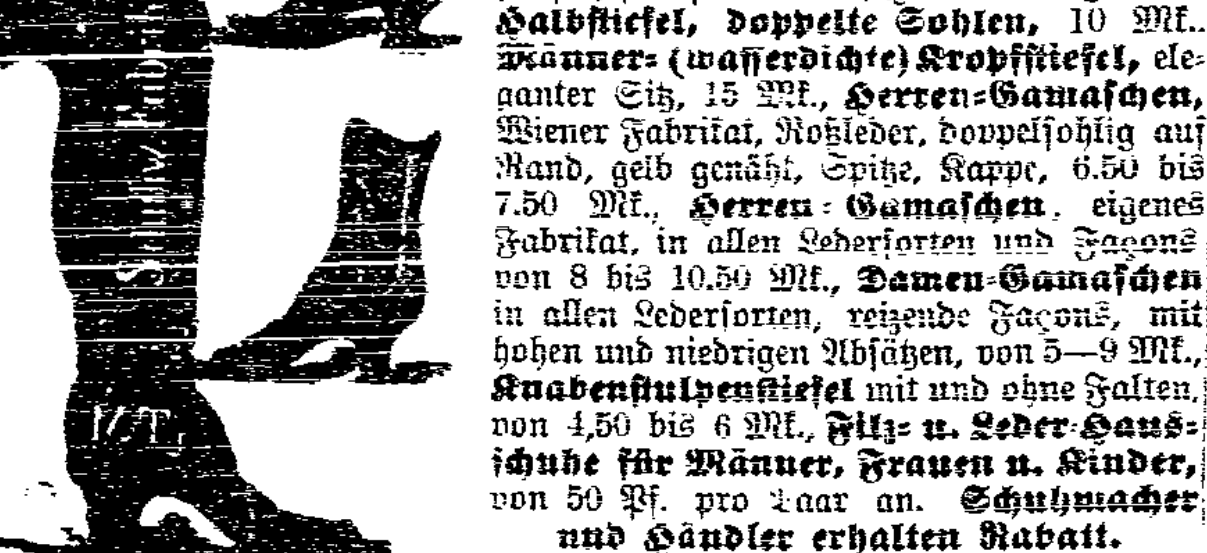 Halbstiefel, doppelte Sohlen, 10 Mk.
Männer= (wasserdichte) Kropfstiefel, ele=
ganter Sitz, 15 Mk., Herren=Gamaschen,
Wiener Fabrikat, Roßleder, doppelsohlig auf
Rand, gelb genäht, Spitze, Kappe, 6.50 bis
7.50 Mk., Herren=Gamaschen, eigenes
Fabrikat, in allen Ledersorten und Façons
von 8 bis 10.50 Mk., Damen=Gamaschen
in allen Ledersorten, reizende Façons, mit
hohen und niedrigen Absätzen, von 5—9 Mk.,
Knabenstulpenstiefel mit und ohne Falten,
von 4,50 bis 6 Mk., Filz= u. Leder=Haus=
schuhe für Männer, Frauen u. Kinder,
von 50 Pf. pro Paar an. Schuhmacher
und Händler erhalten Rabatt.